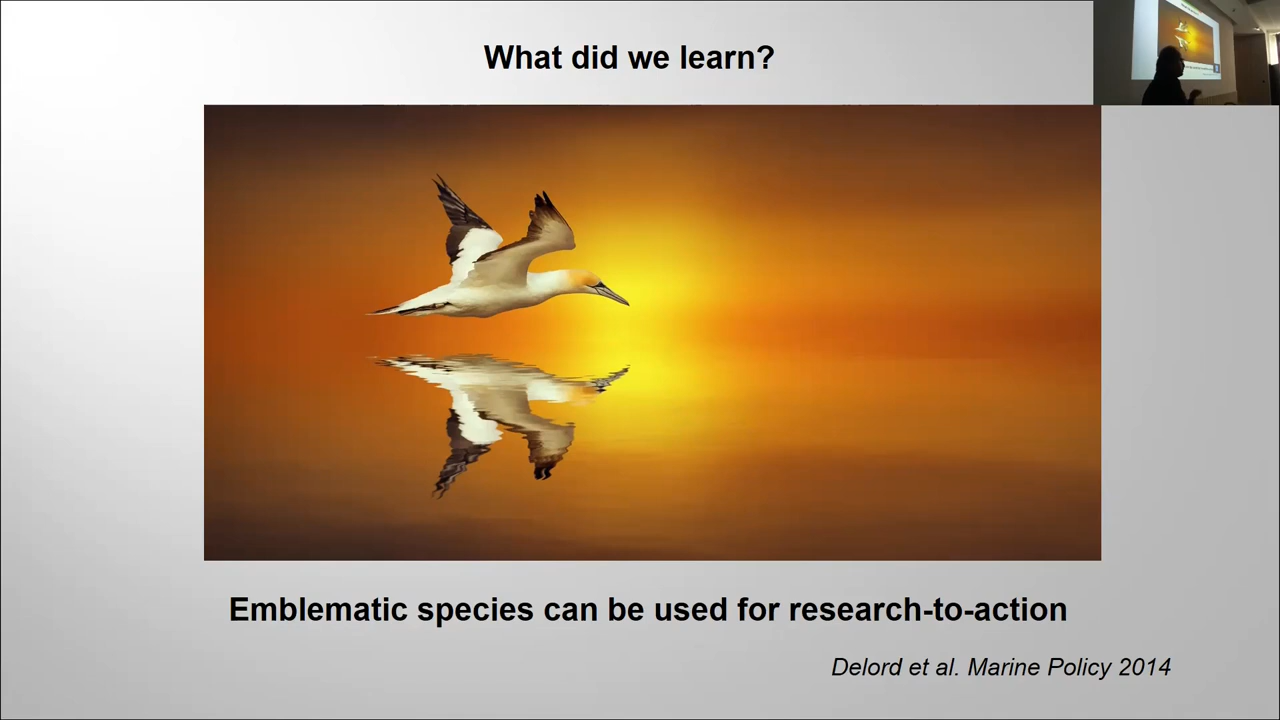 What did we learn?
Emblematic species can be used for research-to-action
Delord et al. Marine Policy 2014